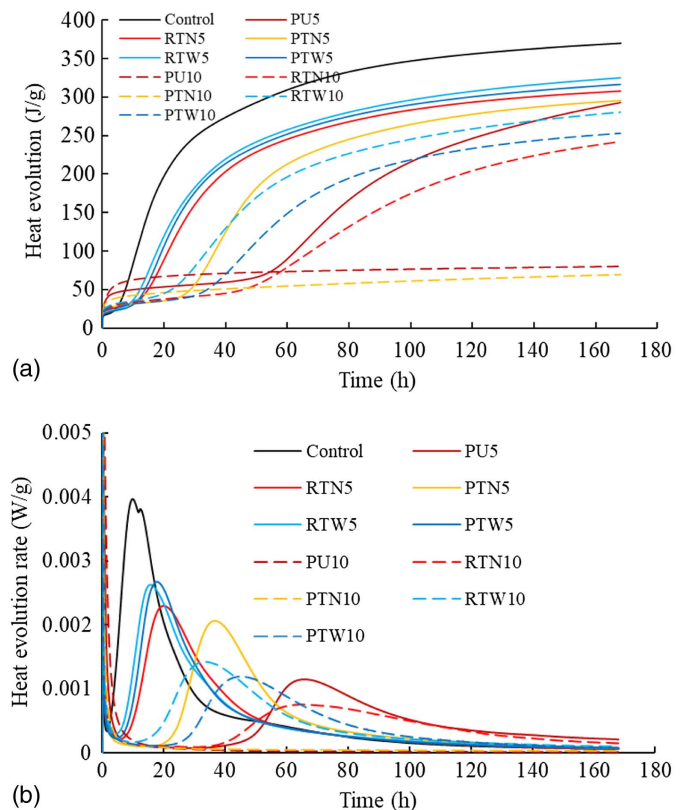 400
350
300
250
200
150
100
50
0
Heat evolution (J/g)
Control PU5
RTN5 PTN5
RTW5 PTW5
PU10 RTN10
PTN10 RTW10
PTW10
0 20 40 60 80 100 120 140 160 180
Time (h)
(a)
0.005
0.004
0.003
0.002
0.001
0
Heat evolution rate (W/g)
Control PU5
RTN5 PTN5
RTW5 PTW5
PU10 RTN10
PTN10 RTW10
PTW10
0 20 40 60 80 100 120 140 160 180
Time (h)
(b)